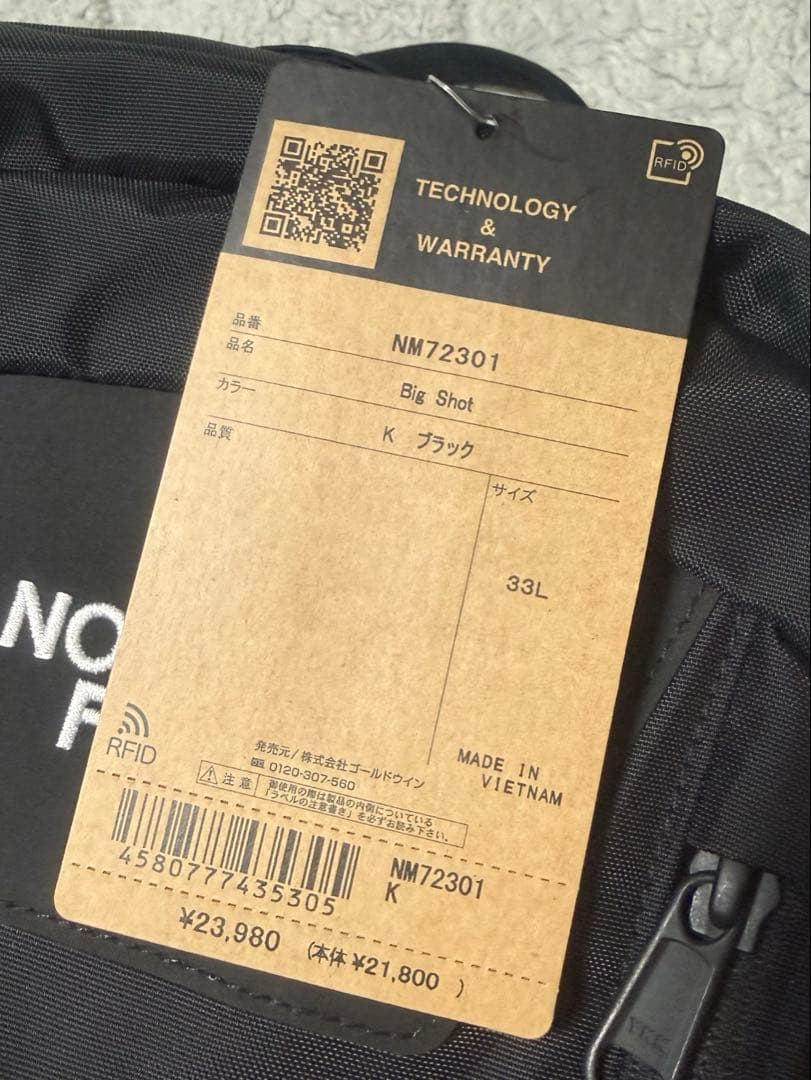 RFID
TECHNOLOGY
&
WARRANTY
品番 NM72301
品名 Big Shot
カラー K ブラック
品質
サイズ
33L
NO
F
RFID
発売元/株式会社ゴールドウイン
0120-307-560
注意 御使用の際は製品の内側についている
「ラベルの注意書き」を必ずお読み下さい。
MADE IN
VIETNAM
4580777435305
NM72301
K
¥23,980 (本体 ¥21,800 )
YKK